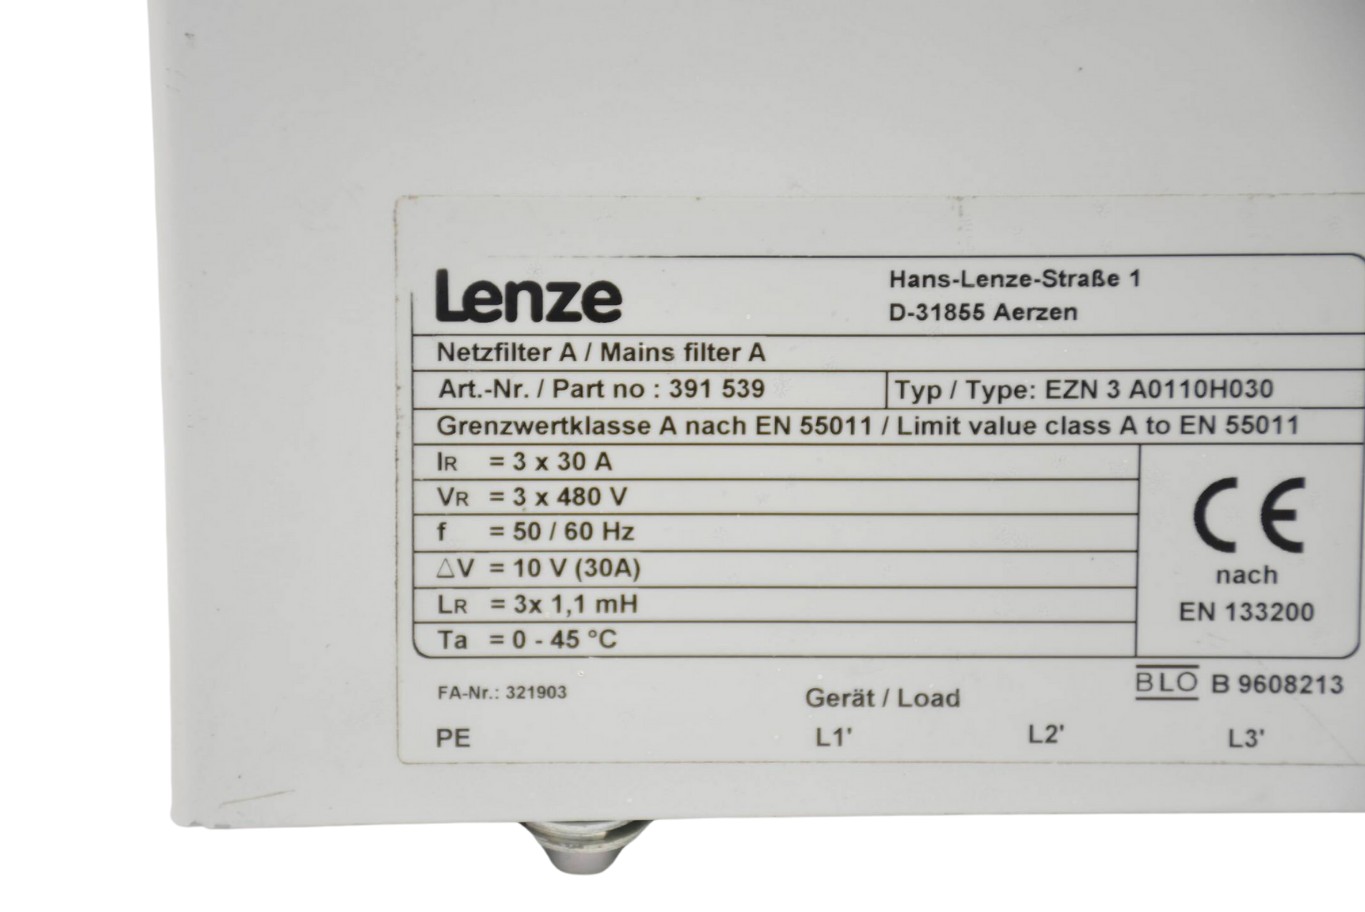 Lenze
Hans-Lenze-Straße 1
D-31855 Aerzen
Netzfilter A / Mains filter A
Art.-Nr. / Part no : 391 539
Typ / Type: EZN 3 A0110H030
Grenzwertklasse A nach EN 55011 / Limit value class A to EN 55011
IR = 3 x 30 A
VR = 3 x 480 V
f = 50 / 60 Hz
△V = 10 V (30A)
LR = 3x 1,1 mH
Ta = 0 - 45 °C
CE
nach
EN 133200
FA-Nr.: 321903
Gerät / Load
BLO B 9608213
PE L1' L2' L3'